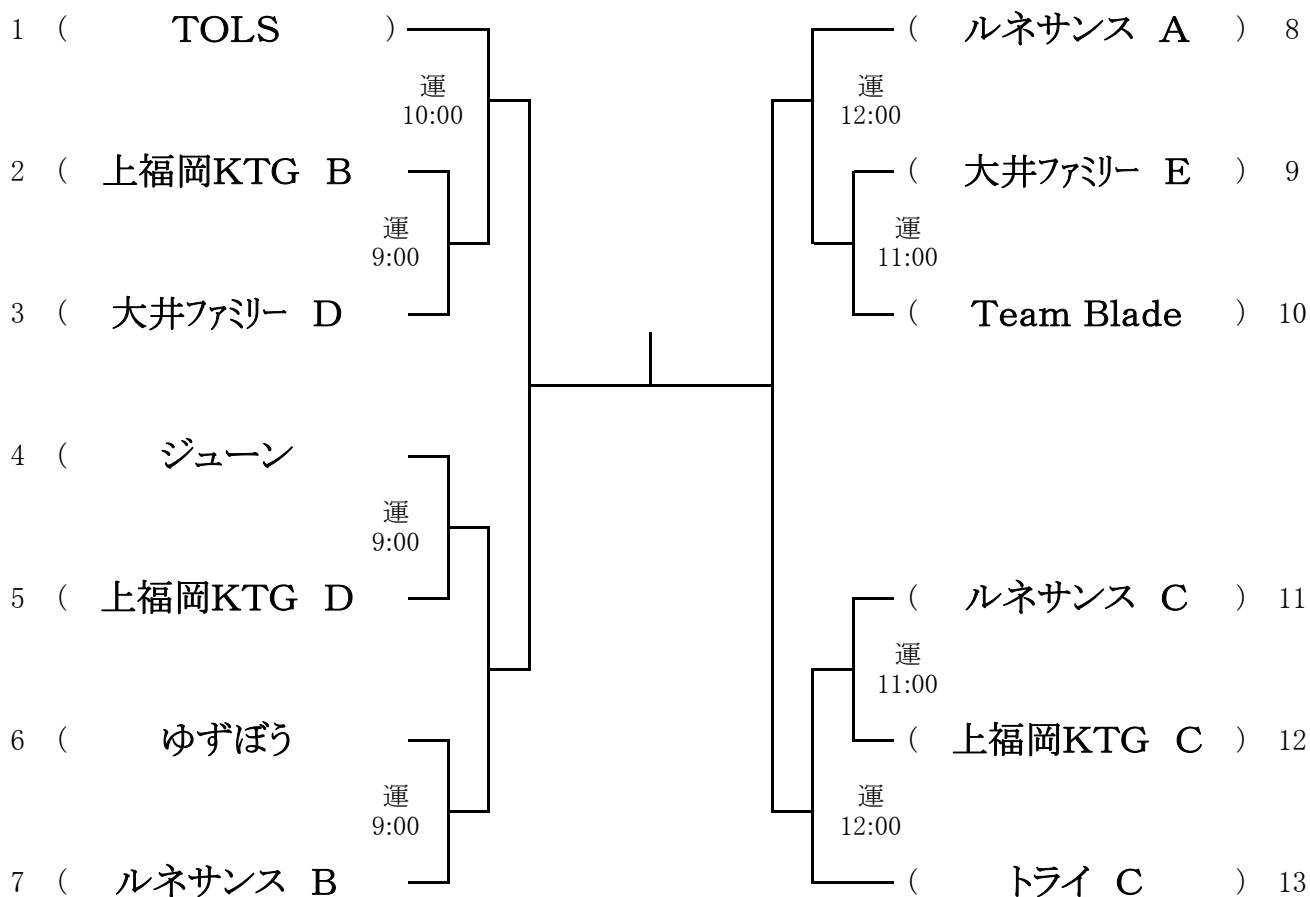 1 ( TOLS ) ( ルネサンス A ) 8
運 運
10:00 12:00
2 ( 上福岡KTG B ( 大井ファミリー E ) 9
運 運
9:00 11:00
3 ( 大井ファミリー D ( Team Blade ) 10
4 ( ジューン
運
9:00
5 ( 上福岡KTG D ( ルネサンス C ) 11
運
11:00
6 ( ゆずぼう ( 上福岡KTG C ) 12
運 運
9:00 12:00
7 ( ルネサンス B ( トライ C ) 13